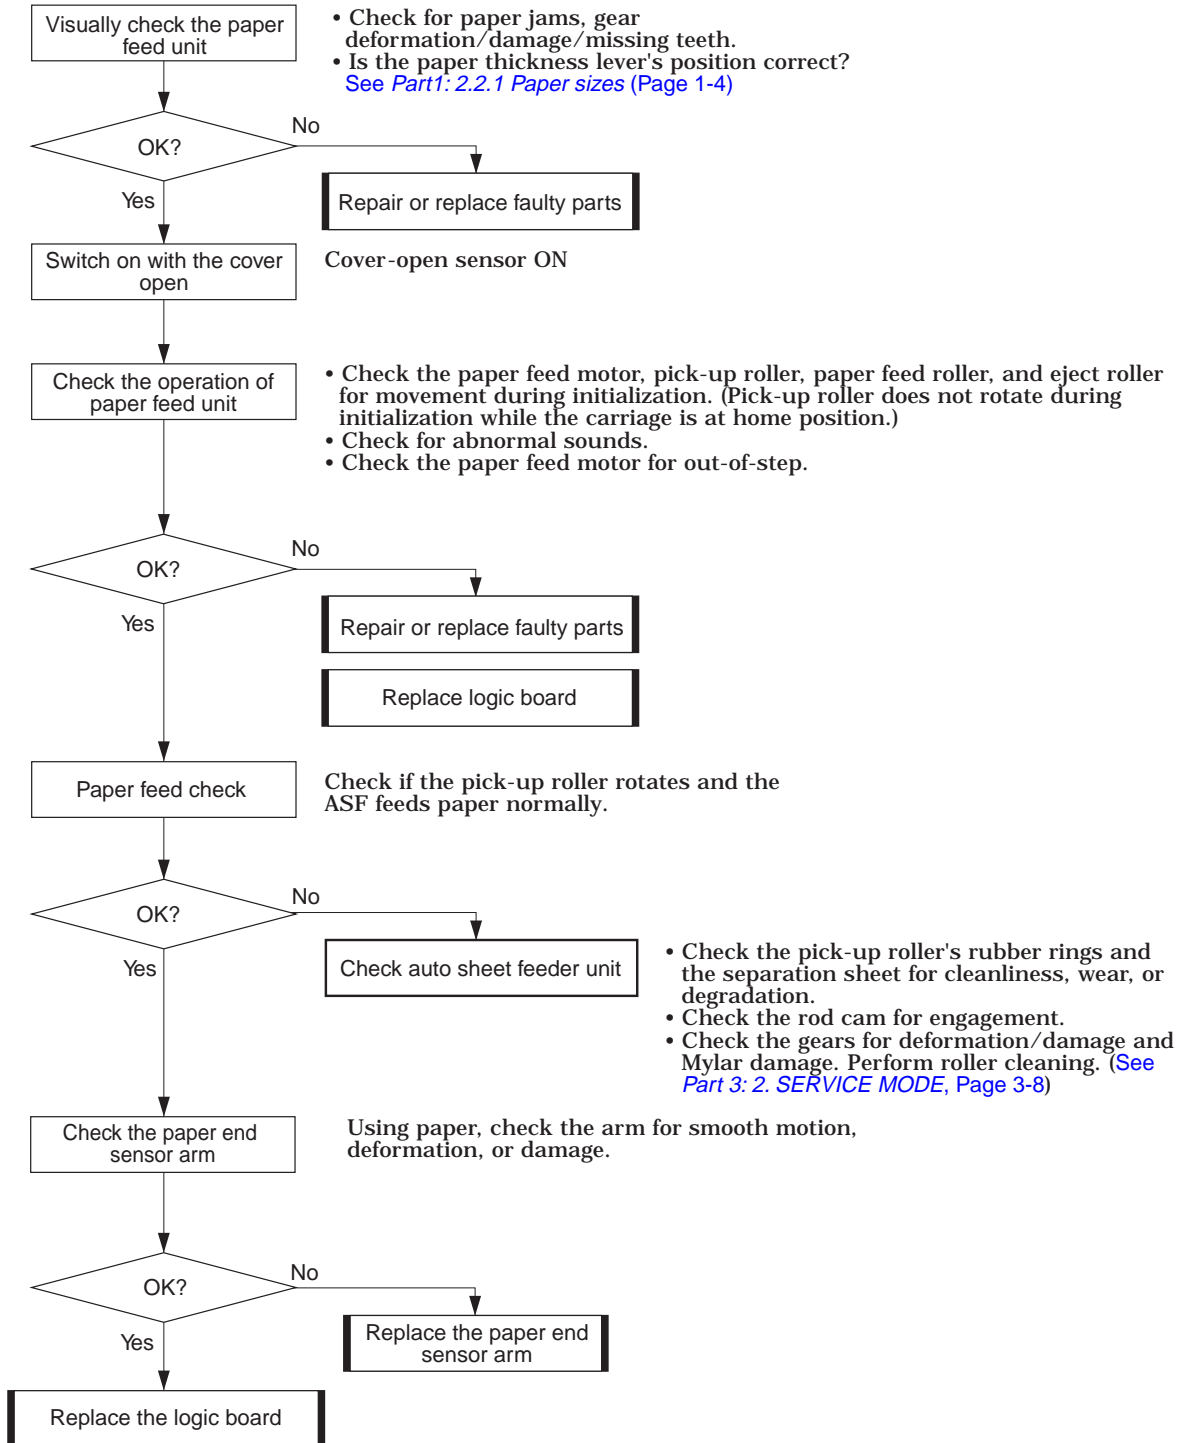 Visually check the paper
feed unit
• Check for paper jams, gear
deformation/damage/missing teeth.
• Is the paper thickness lever's position correct?
See Part1: 2.2.1 Paper sizes (Page 1-4)
OK?
No
Yes
Repair or replace faulty parts
Switch on with the cover
open
Cover-open sensor ON
Check the operation of
paper feed unit
• Check the paper feed motor, pick-up roller, paper feed roller, and eject roller
for movement during initialization. (Pick-up roller does not rotate during
initialization while the carriage is at home position.)
• Check for abnormal sounds.
• Check the paper feed motor for out-of-step.
OK?
No
Yes
Repair or replace faulty parts
Replace logic board
Paper feed check
Check if the pick-up roller rotates and the
ASF feeds paper normally.
OK?
No
Yes
Check auto sheet feeder unit
• Check the pick-up roller's rubber rings and
the separation sheet for cleanliness, wear, or
degradation.
• Check the rod cam for engagement.
• Check the gears for deformation/damage and
Mylar damage. Perform roller cleaning. (See
Part 3: 2. SERVICE MODE, Page 3-8)
Check the paper end
sensor arm
Using paper, check the arm for smooth motion,
deformation, or damage.
OK?
No
Yes
Replace the paper end
sensor arm
Replace the logic board